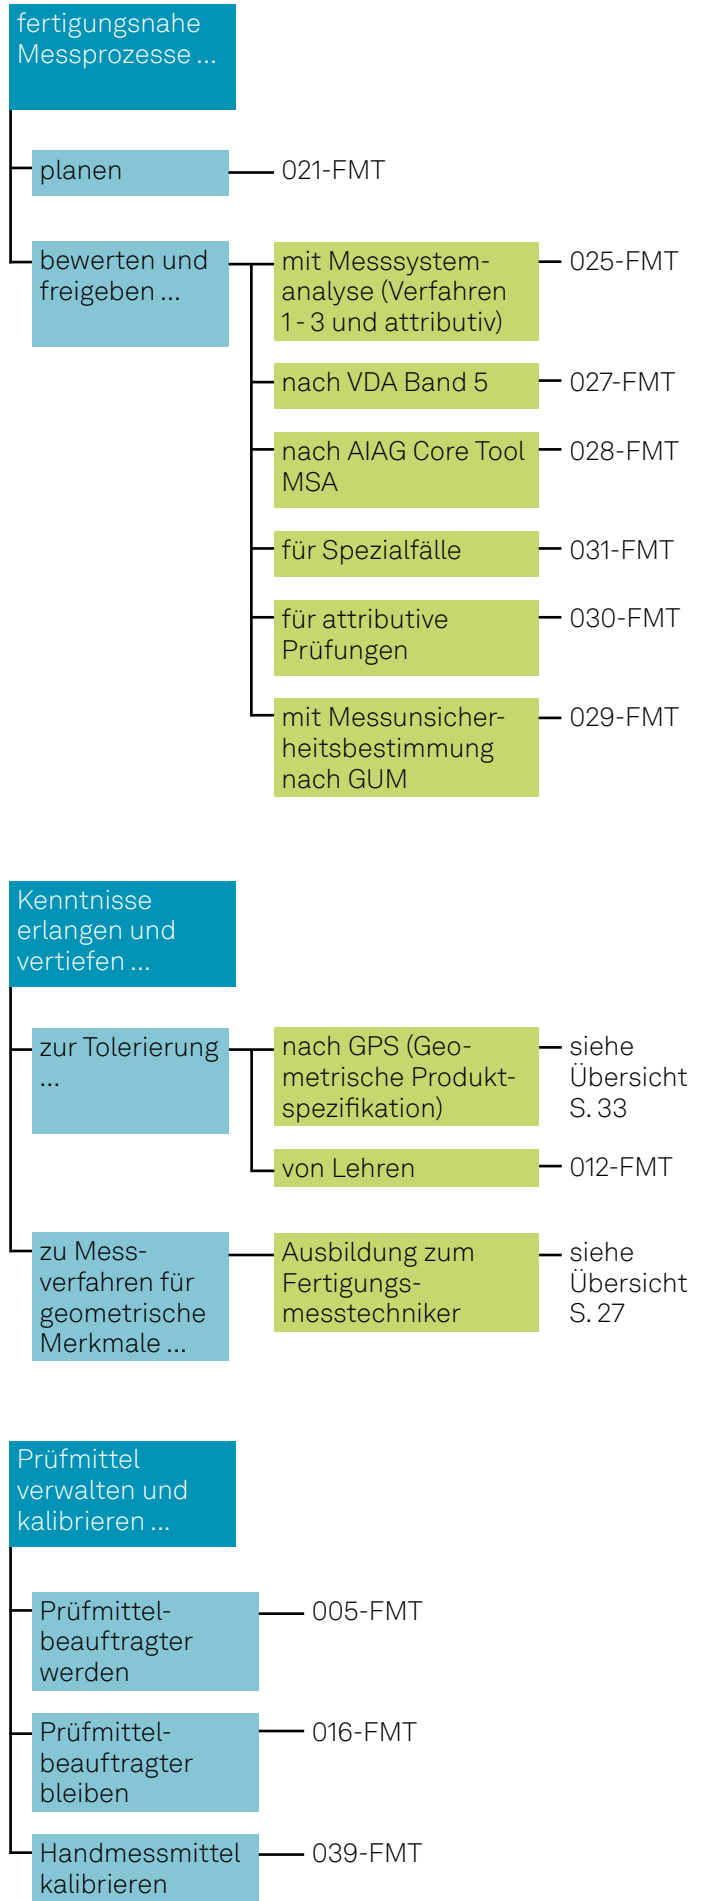 fertigungsnahe
Messprozesse ...
planen
021-FMT
bewerten und
freigeben ...
mit Messsystem-
analyse (Verfahren
1 - 3 und attributiv)
025-FMT
nach VDA Band 5
027-FMT
nach AIAG Core Tool
MSA
028-FMT
für Spezialfälle
031-FMT
für attributive
Prüfungen
030-FMT
mit Messunsicher-
heitsbestimmung
nach GUM
029-FMT
Kenntnisse
erlangen und
vertiefen ...
zur Tolerierung
...
nach GPS (Geo-
metrische Produkt-
spezifikation)
siehe
Übersicht
S. 33
von Lehren
012-FMT
zu Mess-
verfahren für
geometrische
Merkmale ...
Ausbildung zum
Fertigungs-
messtechniker
siehe
Übersicht
S. 27
Prüfmittel
verwalten und
kalibrieren ...
Prüfmittel-
beauftragter
werden
005-FMT
Prüfmittel-
beauftragter
bleiben
016-FMT
Handmessmittel
kalibrieren
039-FMT